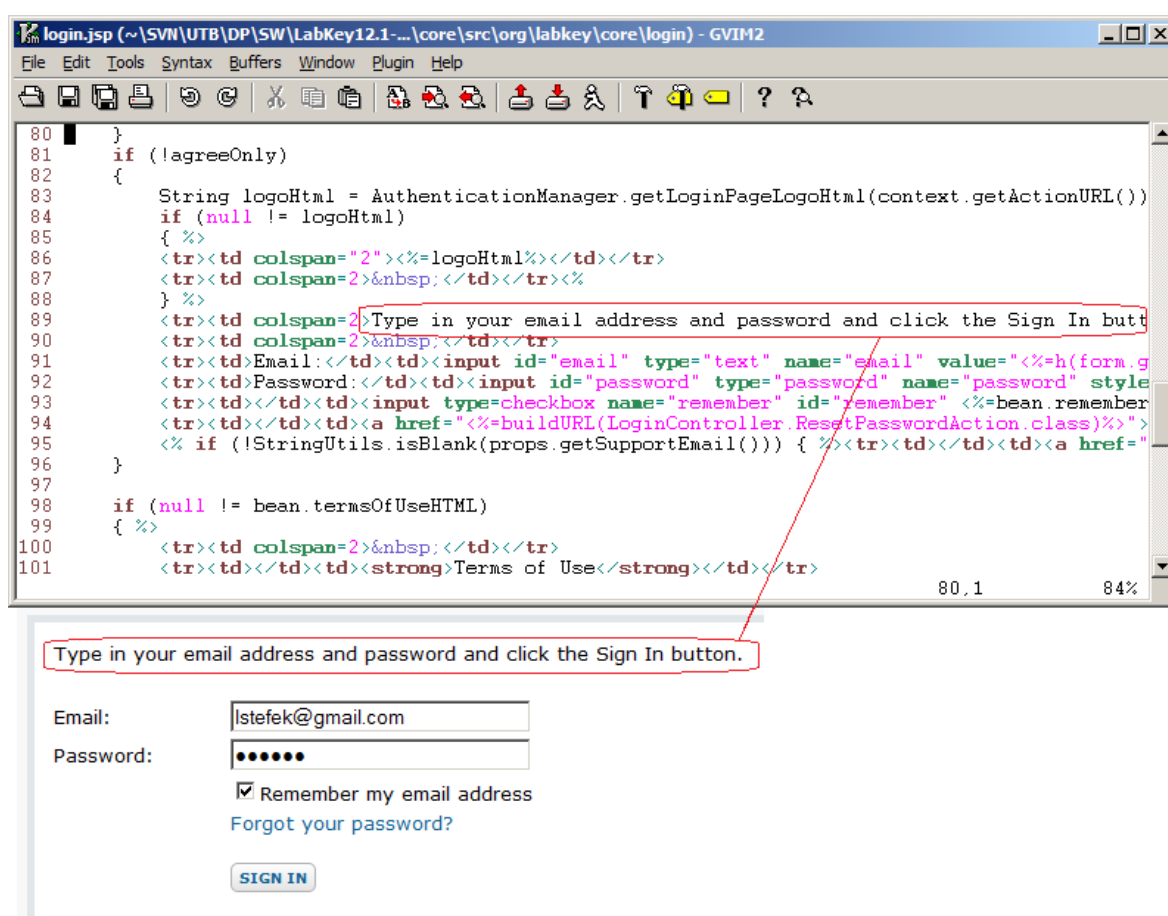 login.jsp (~\SVN\UTB\DP\SW\LabKey12.1-...\core\src\org\labkey\core\login) - GVIM2
File Edit Tools Syntax Buffers Window Plugin Help
80 }
81 if (!agreeOnly)
82 {
83 String logoHtml = AuthenticationManager.getLoginPageLogoHtml(context.getActionURL())
84 if (null != logoHtml)
85 { %>
86 <tr><td colspan="2"><%=logoHtml%></td></tr>
87 <tr><td colspan=2>&nbsp;</td></tr><%
88 } %>
89 <tr><td colspan=2>Type in your email address and password and click the Sign In butt
90 <tr><td colspan=2>&nbsp;</td></tr>
91 <tr><td>Email:</td><td><input id="email" type="text" name="email" value="<%=h(form.g
92 <tr><td>Password:</td><td><input id="password" type="password" name="password" style
93 <tr><td></td><td><input type=checkbox name="remember" id="remember" <%=bean.remember
94 <tr><td></td><td><a href="<%=buildURL(LoginController.ResetPasswordAction.class)%>">
95 <% if (!StringUtils.isBlank(props.getSupportEmail())) { %><tr><td></td><td><a href="
96 }
97
98 if (null != bean.termsOfUseHTML)
99 { %>
100 <tr><td colspan=2>&nbsp;</td></tr>
101 <tr><td></td><td><strong>Terms of Use</strong></td></tr>
80,1 84%
Type in your email address and password and click the Sign In button.
Email: lstefek@gmail.com
Password: ●●●●●●
Remember my email address
Forgot your password?
SIGN IN